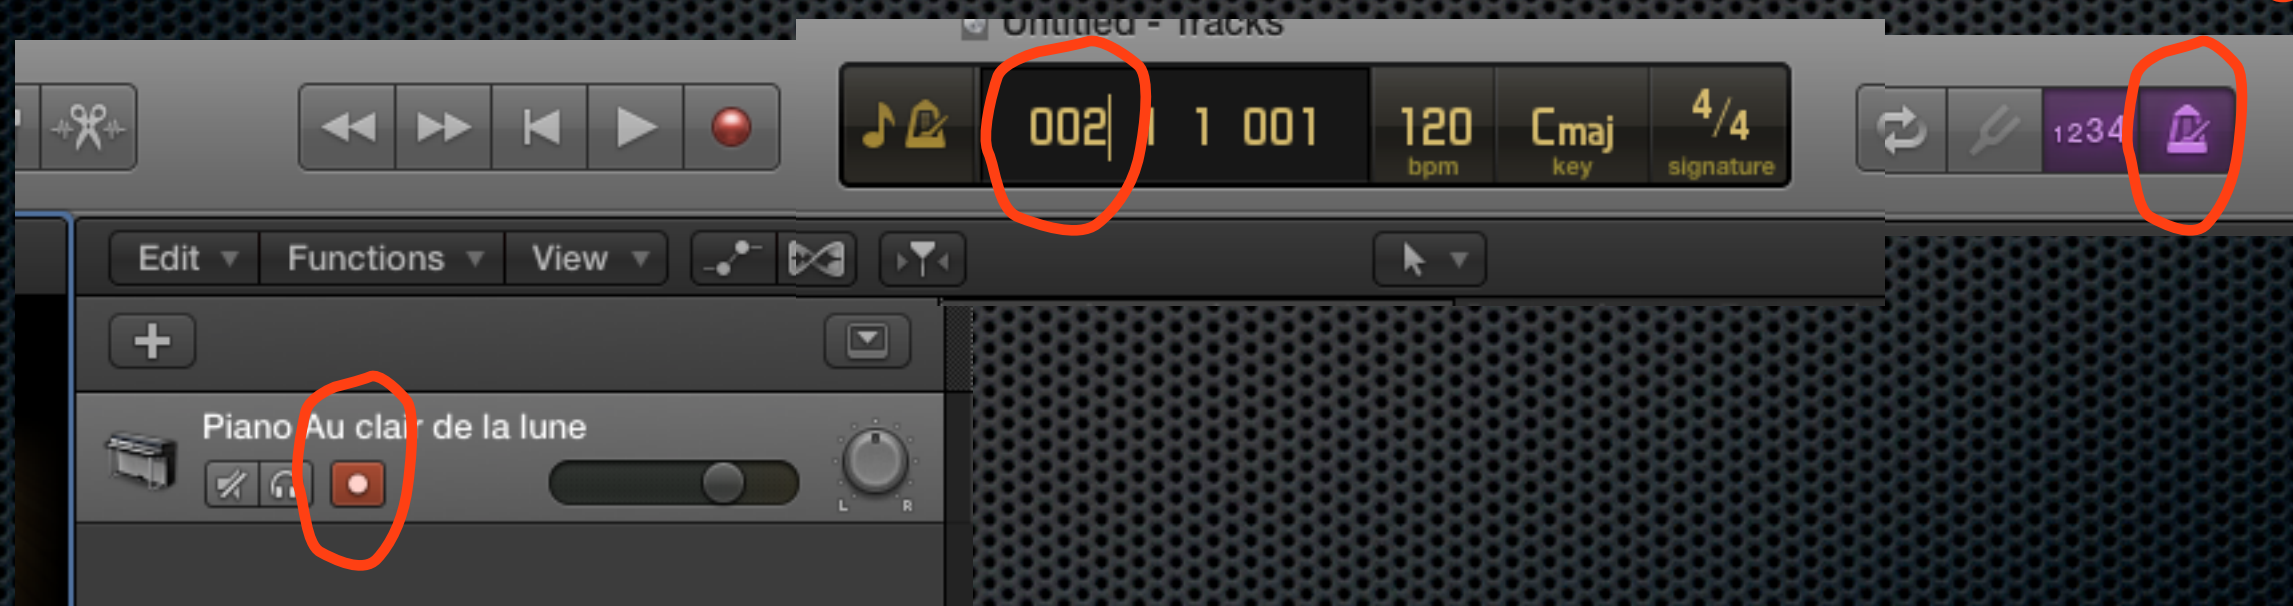 Untitled - Tracks
002 1 1 001
120
bpm
Cmaj
key
4/4
signature
1234
Edit
Functions
View
Piano Au clair de la lune
L R